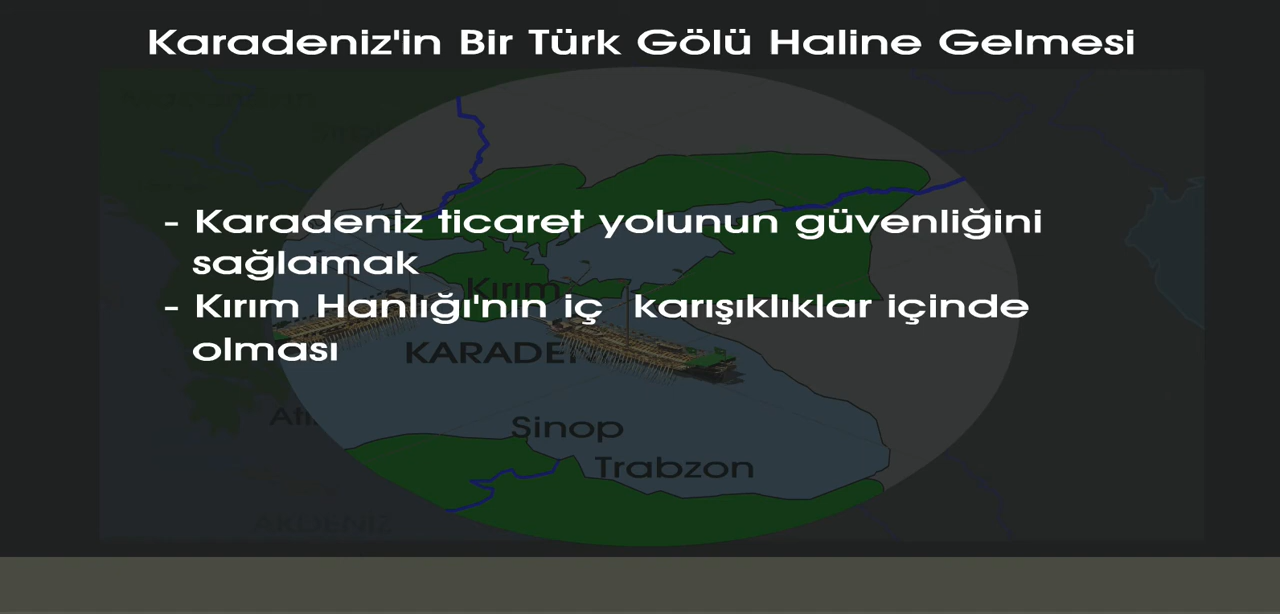 Karadeniz'in Bir Türk Gölü Haline Gelmesi
- Karadeniz ticaret yolunun güvenliğini
sağlamak
Kırım
- Kırım Hanlığı'nın iç karışıklıklar içinde
olması
Sinop
Trabzon
AKDENİZ